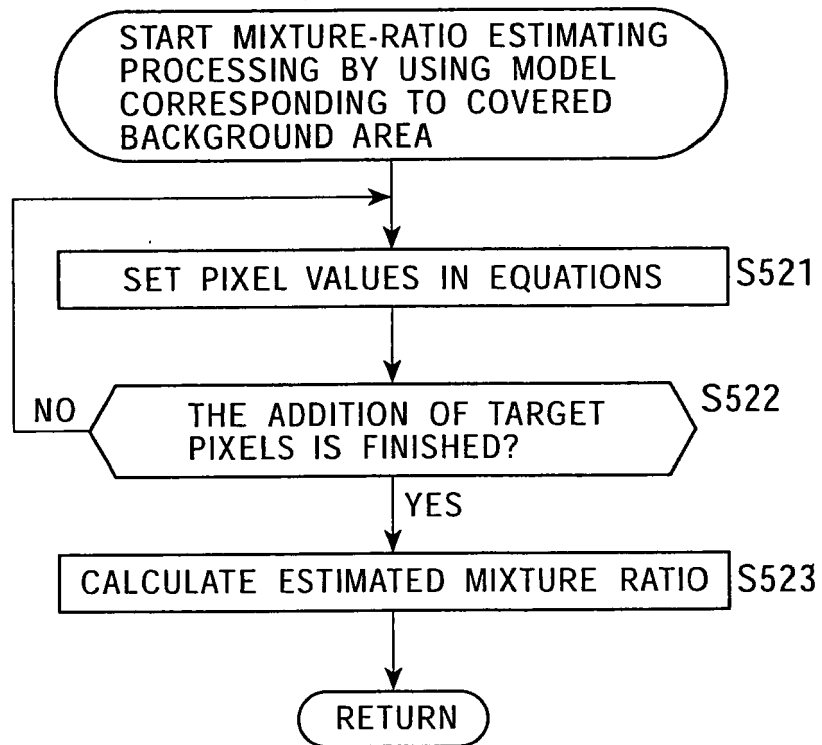 START MIXTURE-RATIO ESTIMATING
PROCESSING BY USING MODEL
CORRESPONDING TO COVERED
BACKGROUND AREA
SET PIXEL VALUES IN EQUATIONS
S521
THE ADDITION OF TARGET
PIXELS IS FINISHED?
S522
NO
YES
CALCULATE ESTIMATED MIXTURE RATIO
S523
RETURN